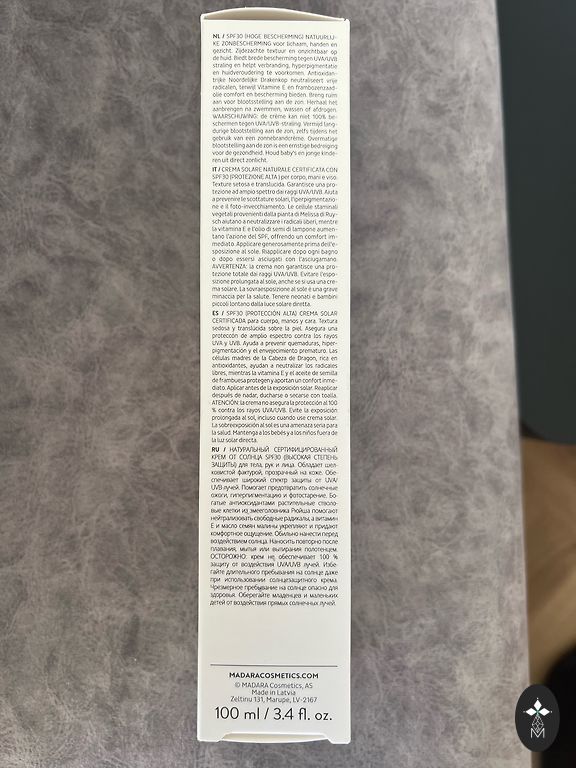 NL / SPF30 (HOGE BESCHERMING) NATUURLIJ-
KE ZONBESCHERMING voor lichaam, handen en
gezicht. Zijdezachte textuur en onzichtbaar op
de huid. Biedt brede bescherming tegen UVA/UVB
straling en helpt verbranding, hyperpigmentatie
en huidveroudering te voorkomen. Antioxidan-
trijke Noordelijke Drakenkop neutraliseert vrije
radicalen, terwijl Vitamine E en frambozenzaad-
olie comfort en bescherming bieden. Breng ruim
aan voor blootsstelling aan de zon. Herhaal het
aanbrengen na zwemmen, wassen of afdrogen.
WAARSCHUWING: de crème kan niet 100% be-
schermen tegen UVA/UVB-straling. Vermijd lang-
durige blootstelling aan de zon, zelfs tijdens het
gebruik van een zonnebrandcrème. Overmatige
blootstelling aan de zon is een ernstige bedreiging
voor de gezondheid. Houd baby's en jonge kinde-
ren uit direct zonlicht.
IT / CREMA SOLARE NATURALE CERTIFICATA CON
SPF30 (PROTEZIONE ALTA ) per corpo, mani e viso.
Texture setosa e translucida. Garantisce una pro-
tezione ad ampio spettro dai raggi UVA/UVB. Aiuta
a prevenire le scottature solari, l'iperpigmentazio-
ne e il foto-invecchiamento. Le cellule staminali
vegetali provenienti dalla pianta di Melissa di Ruy-
sch aiutano a neutralizzare i radicali liberi, mentre
la vitamina E e l'olio di semi di lampone aumen-
tano l'azione del SPF, offrendo un comfort im-
mediato. Applicare generosamente prima dell'e-
sposizione al sole. Riapplicare dopo ogni bagno
o dopo essersi asciugati con l'asciugamano.
AVVERTENZA: la crema non garantisce una pro-
tezione totale dai raggi UVA/UVB. Evitare l'espo-
sizione prolungata al sole, anche se si usa una cre-
ma solare. La sovraesposizione al sole è una grave
minaccia per la salute. Tenere neonati e bambini
piccoli lontano dalla luce solare diretta.
ES / SPF30 (PROTECCIÓN ALTA) CREMA SOLAR
CERTIFICADA para cuerpo, manos y cara. Textura
sedosa y translúcida sobre la piel. Asegura una
protección de amplio espectro contra los rayos
UVA y UVB. Ayuda a prevenir quemaduras, hiper-
pigmentación y el envejecimiento prematuro. Las
células madres de la Cabeza de Dragon, rica en
antioxidantes, ayudan a neutralizar los radicales
libres, mientras la vitamina E y el aceite de semilla
de frambuesa protegen y aportan un confort inme-
diato. Aplicar antes de la exposición solar. Reaplicar
después de nadar, ducharse o secarse con toalla.
ATENCIÓN: la crema no asegura la protección al 100
% contra los rayos UVA/UVB. Evite la exposición
prolongada al sol, incluso cuando use crema solar.
La sobreexposición al sol es una amenaza seria para
la salud. Mantenga a los bebés y a los niños fuera de
la luz solar directa.
RU / НАТУРАЛЬНЫЙ СЕРТИФИЦИРОВАННЫЙ
КРЕМ ОТ СОЛНЦА SPF30 (ВЫСОКАЯ СТЕПЕНЬ
ЗАЩИТЫ) для тела, рук и лица. Обладает шел-
ковистой фактурой, прозрачный на коже. Обе-
спечивает широкий спектр защиты от UVA/
UVB-лучей. Помогает предотвратить солнечные
ожоги, гиперпигментацию и фотостарение. Бо-
гатые антиоксидантами растительные стволо-
вые клетки из змееголовника Рюйша помогают
нейтрализовать свободные радикалы, а витамин
Е и масло семян малины укрепляют и придают
комфортное ощущение. Обильно нанести перед
воздействием солнца. Наносить повторно после
плавания, мытья или вытирания полотенцем.
ОСТОРОЖНО: крем не обеспечивает 100 %
защиту от воздействия UVA/UVB лучей. Избе-
гайте длительного пребывания на солнце даже
при использовании солнцезащитного крема.
Чрезмерное пребывание на солнце опасно для
здоровья. Оберегайте младенцев и маленьких
детей от воздействия прямых солнечных лучей.
MADARACOSMETICS.COM
© MÁDARA Cosmetics, AS
Made in Latvia
Zeltiņu 131, Mārupe, LV-2167
100 ml / 3.4 fl. oz.